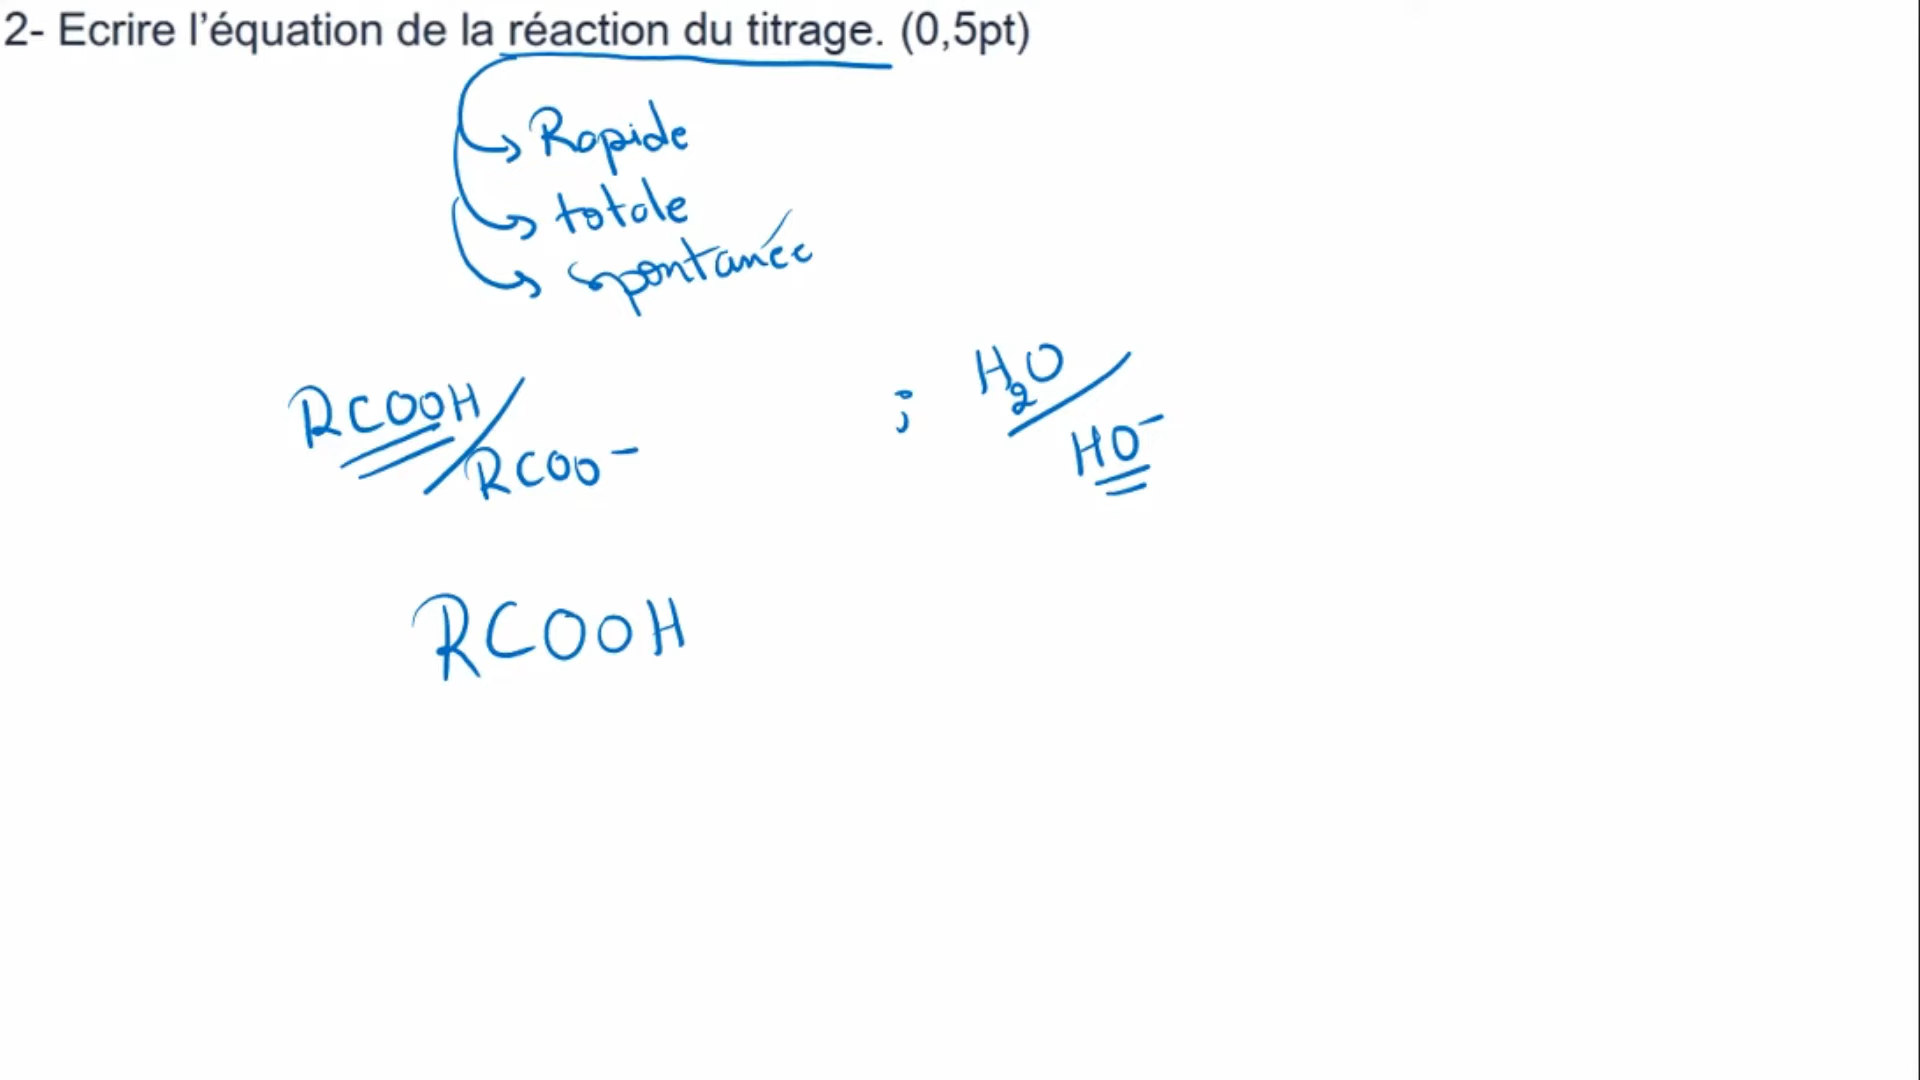 2- Ecrire l’équation de la réaction du titrage. (0,5pt)
Rapide
totale
spontanée
RCOOH/RCOO⁻ ; H₂O/HO⁻
RCOOH